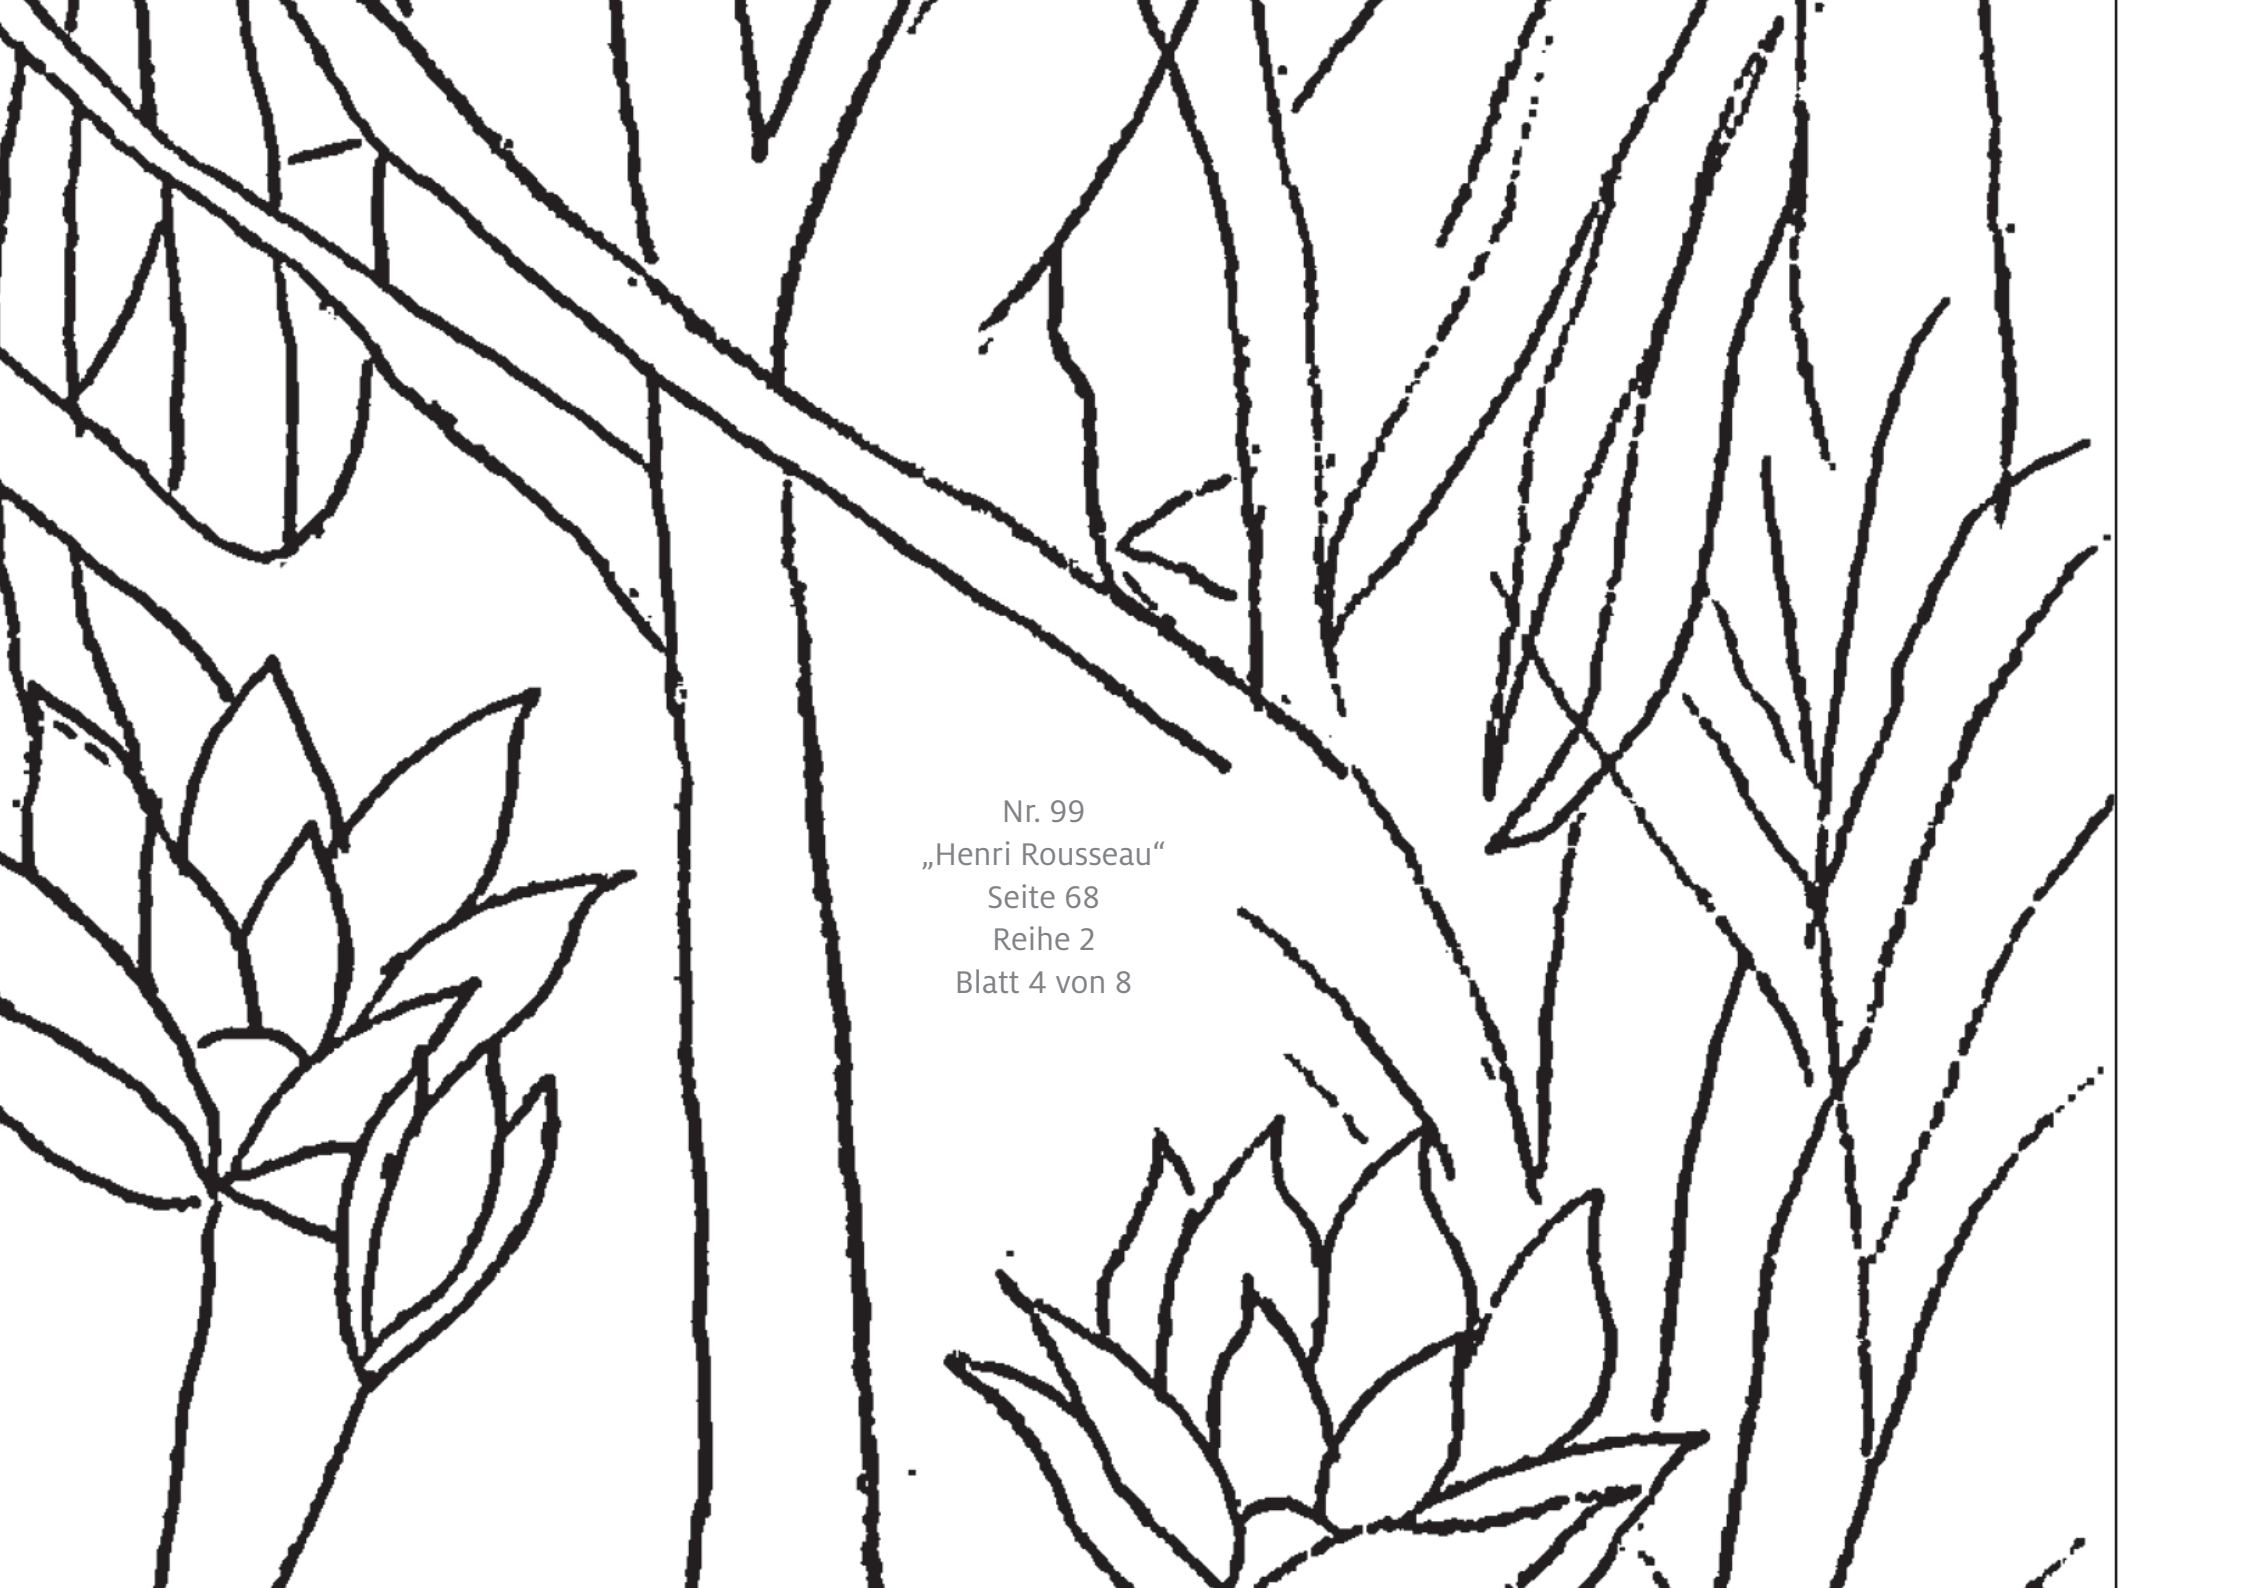 Nr. 99
„Henri Rousseau“
Seite 68
Reihe 2
Blatt 4 von 8